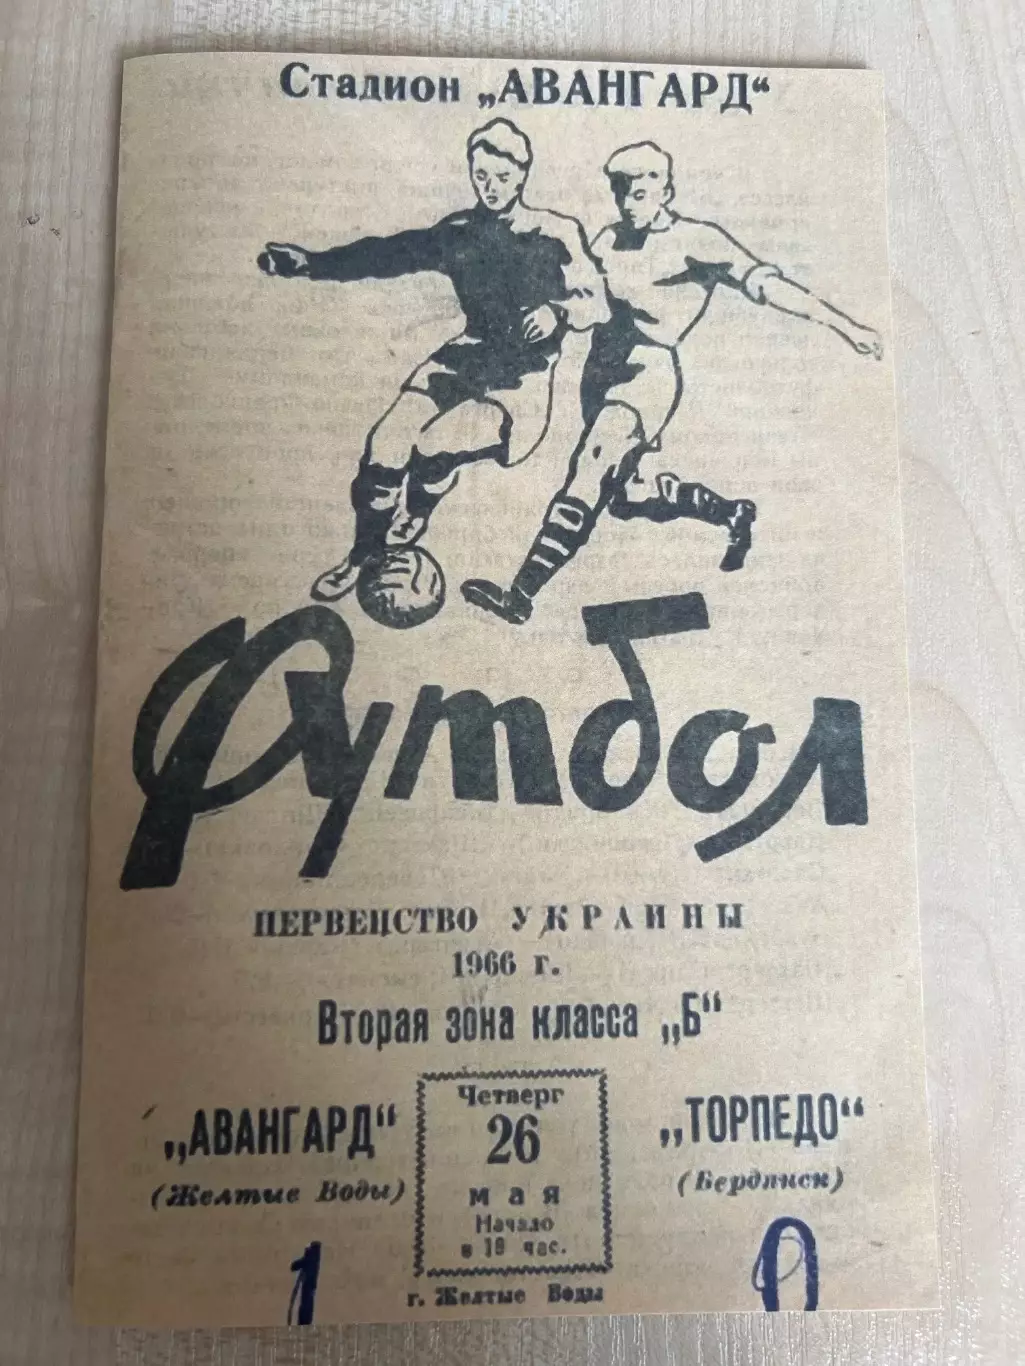 Стадион „АВАНГАРД“
Футбол
ПЕРВЕНСТВО УКРАИНЫ
1966 г.
Вторая зона класса „Б“
„АВАНГАРД“
(Желтые Воды)
Четверг
26
мая
Начало
в 18 час.
„ТОРПЕДО“
(Бердянск)
г. Желтые Воды
1 0